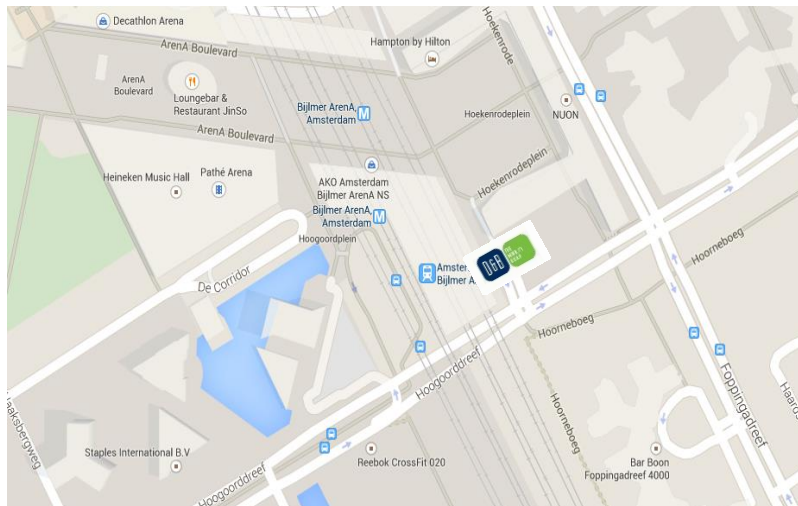 Decathlon Arena
ArenA Boulevard
Hampton by Hilton
Hoekenrode
ArenA
Boulevard
Loungebar &
Restaurant JinSo
Bijlmer ArenA,
Amsterdam
M
Hoekenrodeplein
NUON
ArenA Boulevard
Heineken Music Hall
Pathé Arena
AKO Amsterdam
Bijlmer ArenA NS
Hoekenrodeplein
Bijlmer ArenA,
Amsterdam
M
Hoogoordplein
De Corridor
Amster
Bijlmer A
D&B
Hoorneboeg
Hoorneboeg
Hoogoorddreef
Foppingadreef
Haaksbergweg
Hoorneboeg
Staples International B.V
Reebok CrossFit 020
Bar Boon
Foppingadreef 4000
Hoogoorddreef